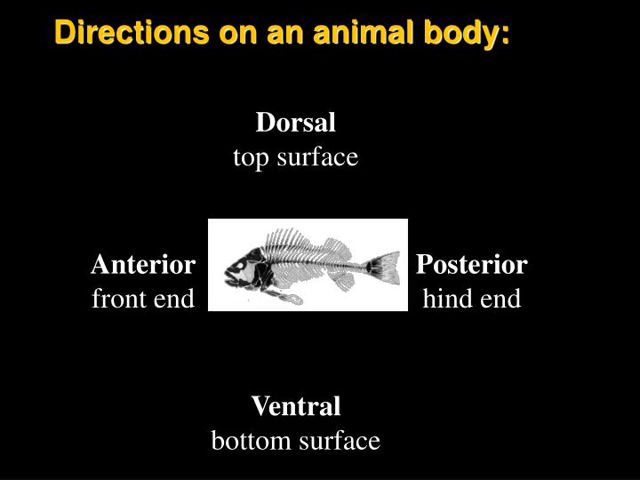 Directions on an animal body:
Dorsal
top surface
Anterior
front end
Posterior
hind end
Ventral
bottom surface